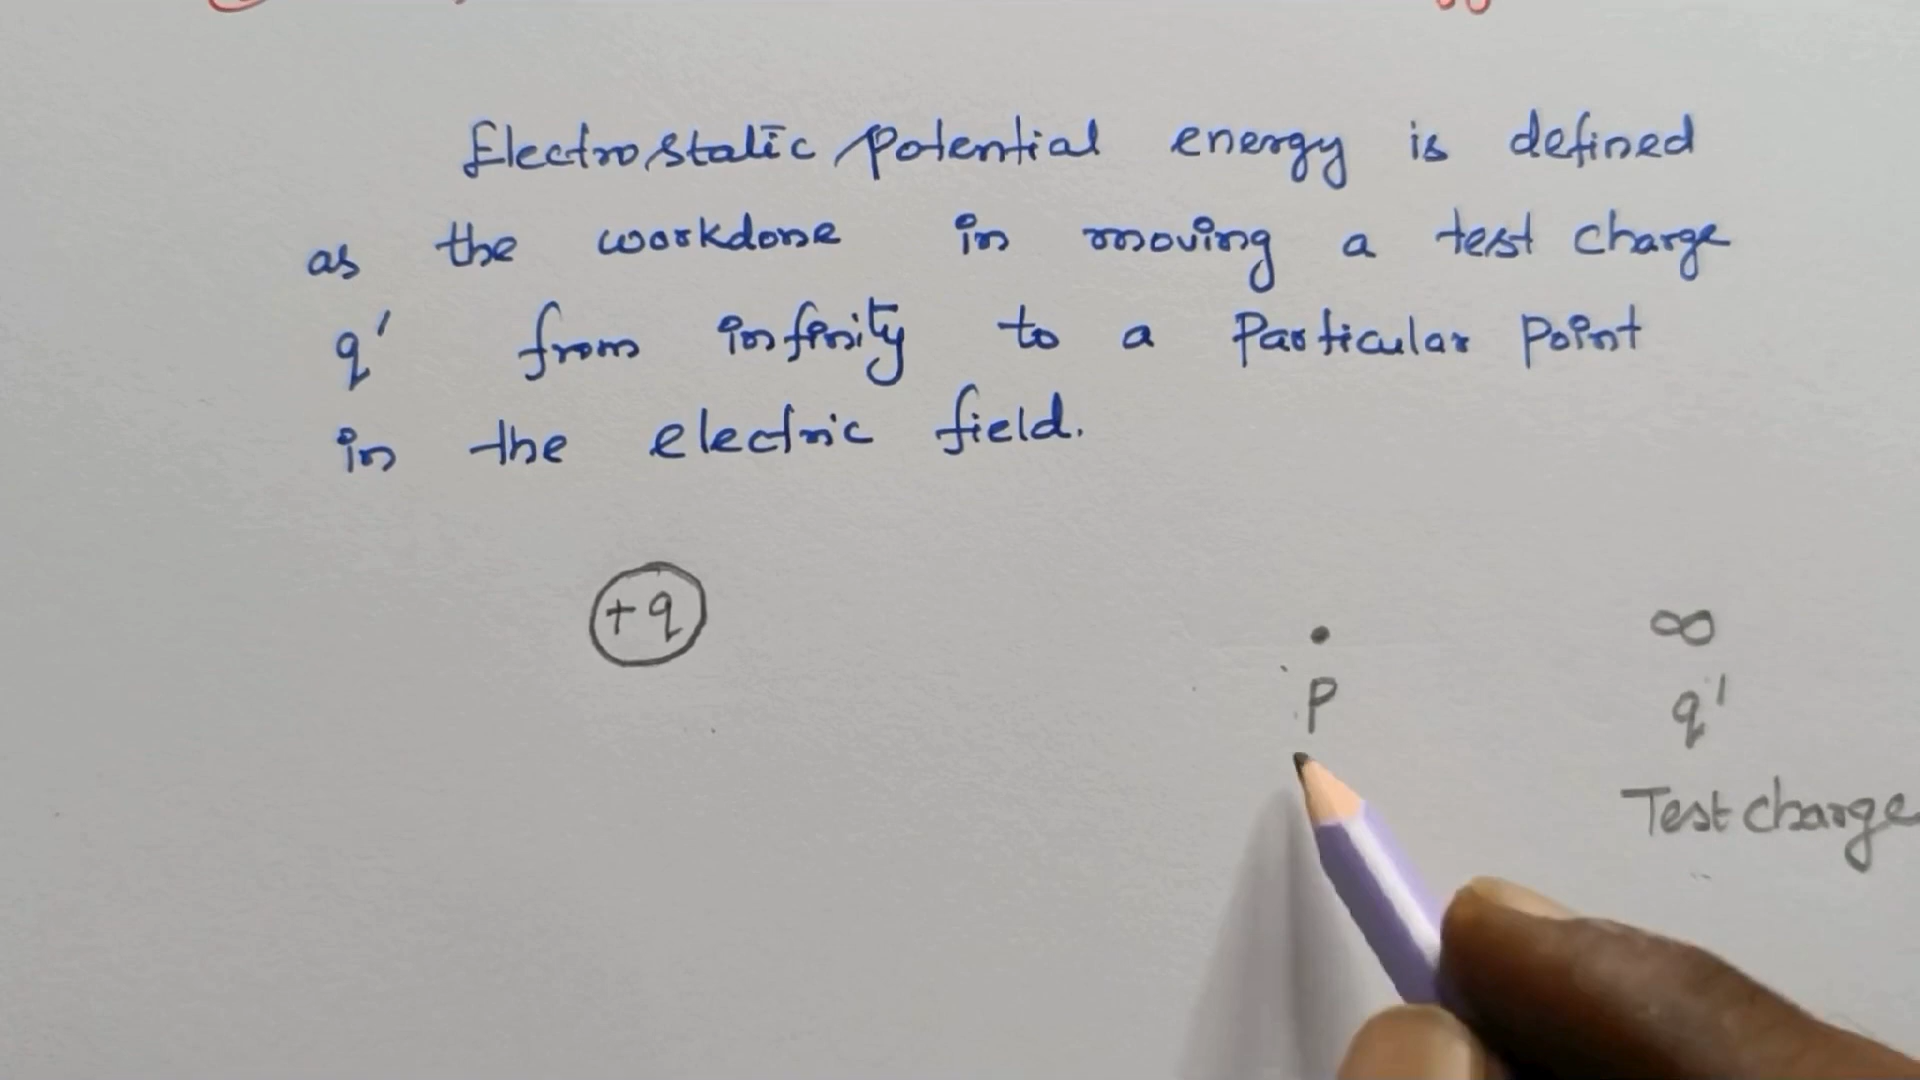 Electrostatic potential energy is defined
as the workdone in moving a test charge
q' from infinity to a Particular Point
in the electric field.
+q
∞
P
q'
Test charge